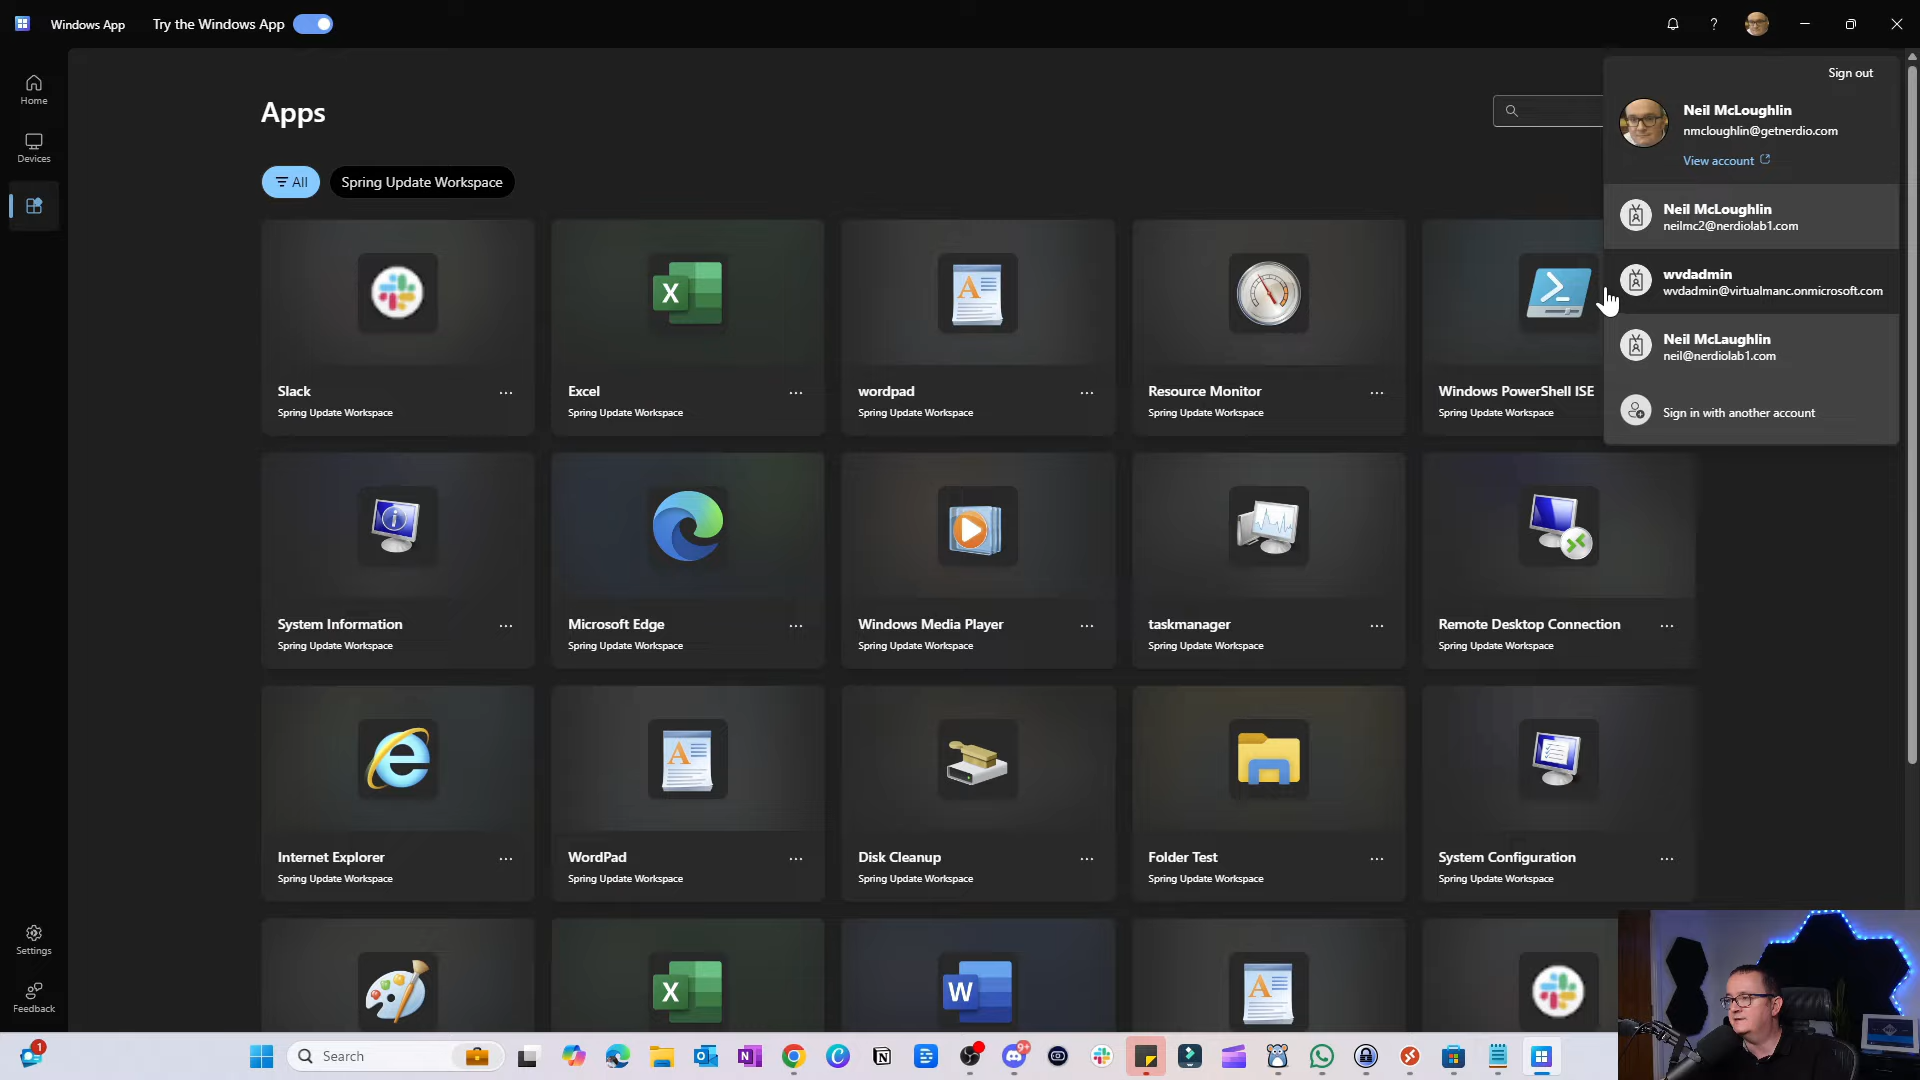 Windows App
Try the Windows App
?
Sign out
Home
Devices
Apps
Neil McLoughlin
nmcloughlin@getnerdio.com
View account
All
Spring Update Workspace
Neil McLoughlin
neilmc2@nerdiolab1.com
wvdadmin
wvdadmin@virtualmanc.onmicrosoft.com
Neil McLaughlin
neil@nerdiolab1.com
Sign in with another account
Slack
Spring Update Workspace
Excel
Spring Update Workspace
wordpad
Spring Update Workspace
Resource Monitor
Spring Update Workspace
Windows PowerShell ISE
Spring Update Workspace
System Information
Spring Update Workspace
Microsoft Edge
Spring Update Workspace
Windows Media Player
Spring Update Workspace
taskmanager
Spring Update Workspace
Remote Desktop Connection
Spring Update Workspace
Internet Explorer
Spring Update Workspace
WordPad
Spring Update Workspace
Disk Cleanup
Spring Update Workspace
Folder Test
Spring Update Workspace
System Configuration
Spring Update Workspace
Settings
Feedback
1
Search
9+